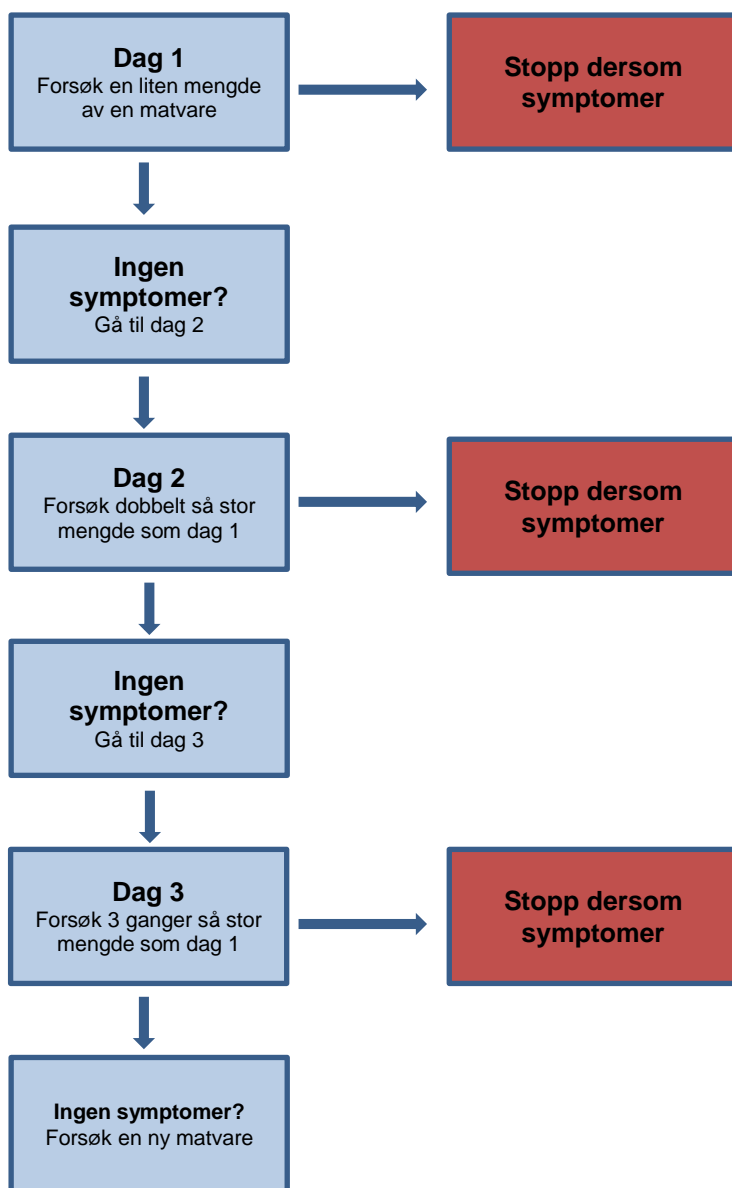 Dag 1
Forsøk en liten mengde
av en matvare
Stopp dersom
symptomer
Ingen
symptomer?
Gå til dag 2
Dag 2
Forsøk dobbelt så stor
mengde som dag 1
Stopp dersom
symptomer
Ingen
symptomer?
Gå til dag 3
Dag 3
Forsøk 3 ganger så stor
mengde som dag 1
Stopp dersom
symptomer
Ingen symptomer?
Forsøk en ny matvare